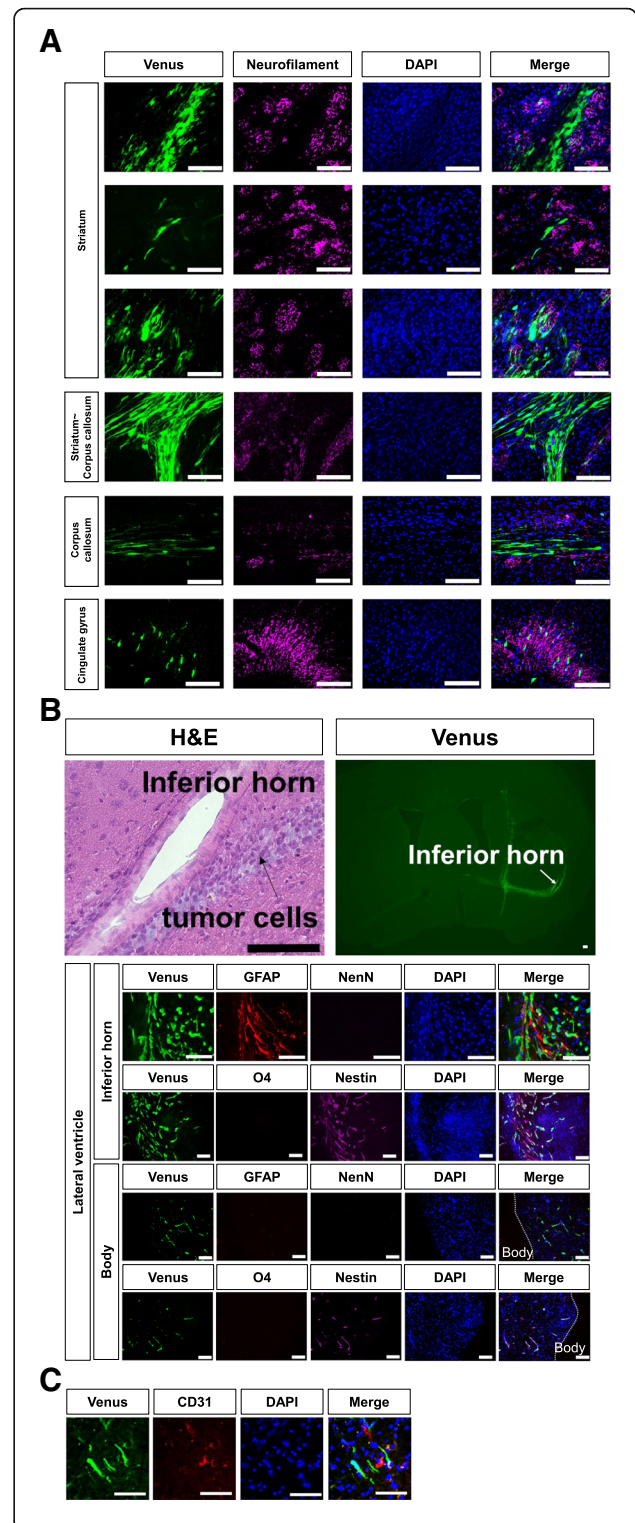 A
Venus
Neurofilament
DAPI
Merge
Striatum
Striatum~
Corpus callosum
Corpus
callosum
Cingulate gyrus
B
H&E
Venus
Inferior horn
tumor cells
Inferior horn
Lateral ventricle
Inferior horn
Venus
GFAP
NenN
DAPI
Merge
Venus
O4
Nestin
DAPI
Merge
Body
Venus
GFAP
NenN
DAPI
Merge
Body
Venus
O4
Nestin
DAPI
Merge
Body
C
Venus
CD31
DAPI
Merge